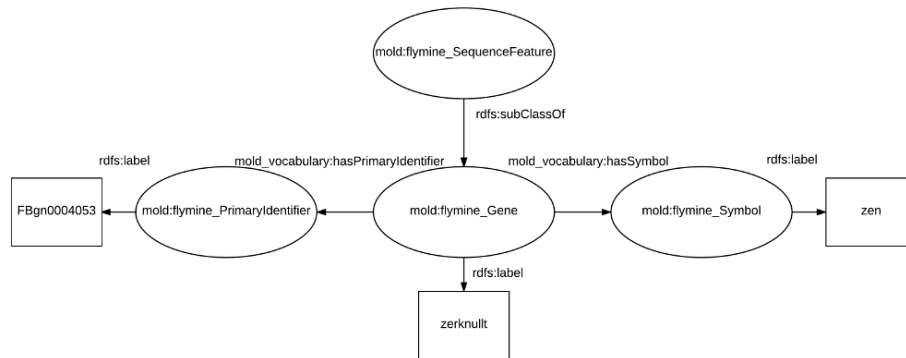 mold:flymine_SequenceFeature
rdfs:subClassOf
rdfs:label
mold_vocabulary:hasPrimaryIdentifier
mold_vocabulary:hasSymbol
rdfs:label
FBgn0004053
mold:flymine_PrimaryIdentifier
mold:flymine_Gene
mold:flymine_Symbol
zen
rdfs:label
zerknullt